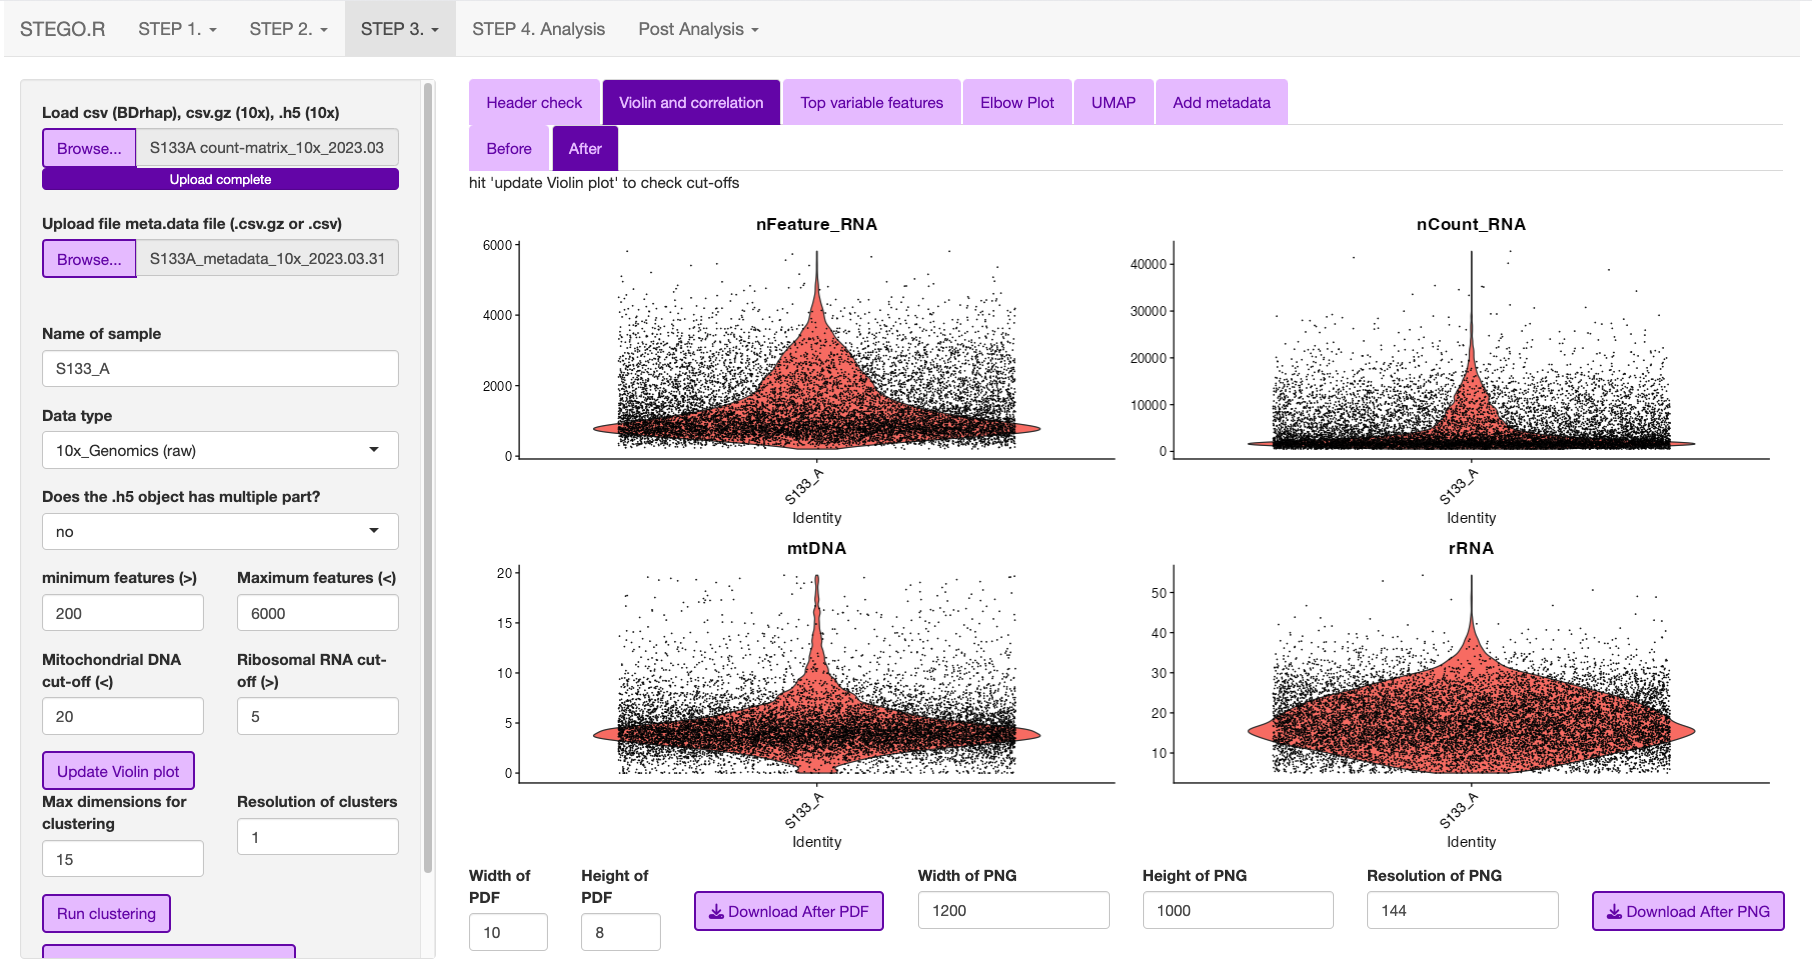 STEGO.R STEP 1. STEP 2. STEP 3. STEP 4. Analysis Post Analysis
Load csv (BDrhap), csv.gz (10x), .h5 (10x)
Browse... S133A count-matrix_10x_2023.03
Upload complete
Upload file meta.data file (.csv.gz or .csv)
Browse... S133A_metadata_10x_2023.03.31
Name of sample
S133_A
Data type
10x_Genomics (raw)
Does the .h5 object has multiple part?
no
minimum features (>) Maximum features (<)
200 6000
Mitochondrial DNA
cut-off (<)
Ribosomal RNA cut-
off (>)
20 5
Update Violin plot
Max dimensions for
clustering
Resolution of clusters
15
1
Run clustering
Header check Violin and correlation Top variable features Elbow Plot UMAP Add metadata
Before After
hit 'update Violin plot' to check cut-offs
nFeature_RNA
6000
4000
2000
0
S133_A
Identity
nCount_RNA
40000
30000
20000
10000
0
S133_A
Identity
mtDNA
20
15
10
5
0
S133_A
Identity
rRNA
50
40
30
20
10
S133_A
Identity
Width of
PDF
10
Height of
PDF
8
Download After PDF
Width of PNG
1200
Height of PNG
1000
Resolution of PNG
144
Download After PNG